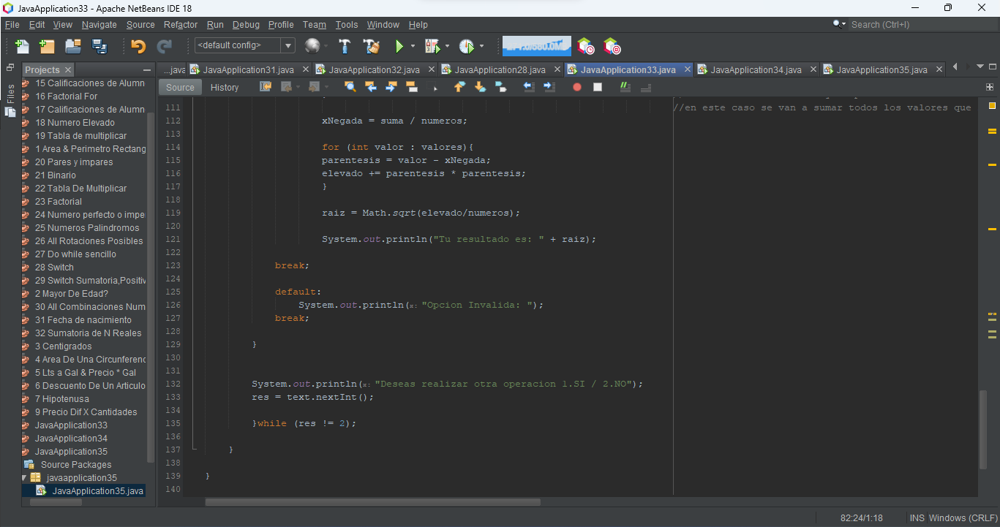 JavaApplication33 - Apache NetBeans IDE 18
File Edit View Navigate Source Refactor Run Debug Profile Team Tools Window Help
Search (Ctrl+I)
<default config>
Projects
...java JavaApplication31.java JavaApplication32.java JavaApplication28.java JavaApplication33.java JavaApplication34.java JavaApplication35.java
Files
Source History
15 Calificaciones de Alumn
16 Factorial For
17 Calificaciones de Alumn
18 Numero Elevado
19 Tabla de multiplicar
1 Area & Perimetro Rectang
20 Pares y impares
21 Binario
22 Tabla De Multiplicar
23 Factorial
24 Numero perfecto o impe
25 Numeros Palindromos
26 All Rotaciones Posibles
27 Do while sencillo
28 Switch
29 Switch Sumatoria,Positiv
2 Mayor De Edad?
30 All Combinaciones Num
31 Fecha de nacimiento
32 Sumatoria de N Reales
3 Centigrados
4 Area De Una Circunferenc
5 Lts a Gal & Precio * Gal
6 Descuento De Un Articulo
7 Hipotenusa
9 Precio Dif X Cantidades
JavaApplication33
JavaApplication34
JavaApplication35
Source Packages
javaapplication35
JavaApplication35.java
111 //en este caso se van a sumar todos los valores que
112 xNegada = suma / numeros;
113
114 for (int valor : valores){
115 parentesis = valor - xNegada;
116 elevado += parentesis * parentesis;
117 }
118
119 raiz = Math.sqrt(elevado/numeros);
120
121 System.out.println("Tu resultado es: " + raiz);
122
123 break;
124
125 default:
126 System.out.println(x: "Opcion Invalida: ");
127 break;
128
129 }
130
131
132 System.out.println(x: "Deseas realizar otra operacion 1.SI / 2.NO");
133 res = text.nextInt();
134
135 }while (res != 2);
136
137 }
138
139 }
140
82:24/1:18 INS Windows (CRLF)